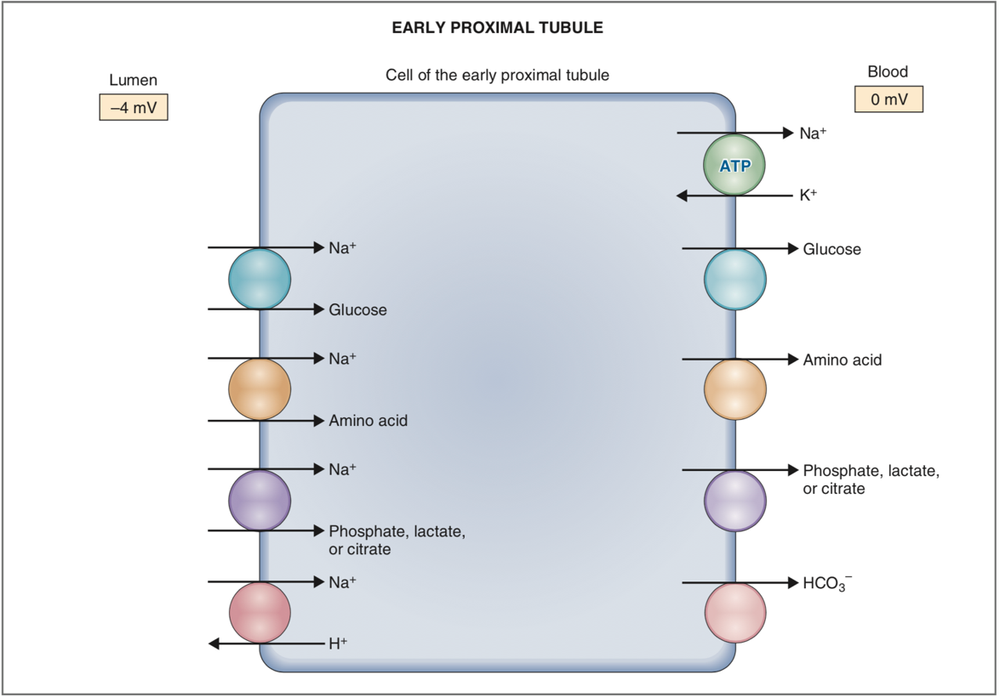 EARLY PROXIMAL TUBULE
Lumen
–4 mV
Cell of the early proximal tubule
Blood
0 mV
Na⁺
ATP
K⁺
Na⁺
Glucose
Glucose
Na⁺
Amino acid
Amino acid
Na⁺
Phosphate, lactate,
or citrate
Phosphate, lactate,
or citrate
Na⁺
H⁺
HCO₃⁻